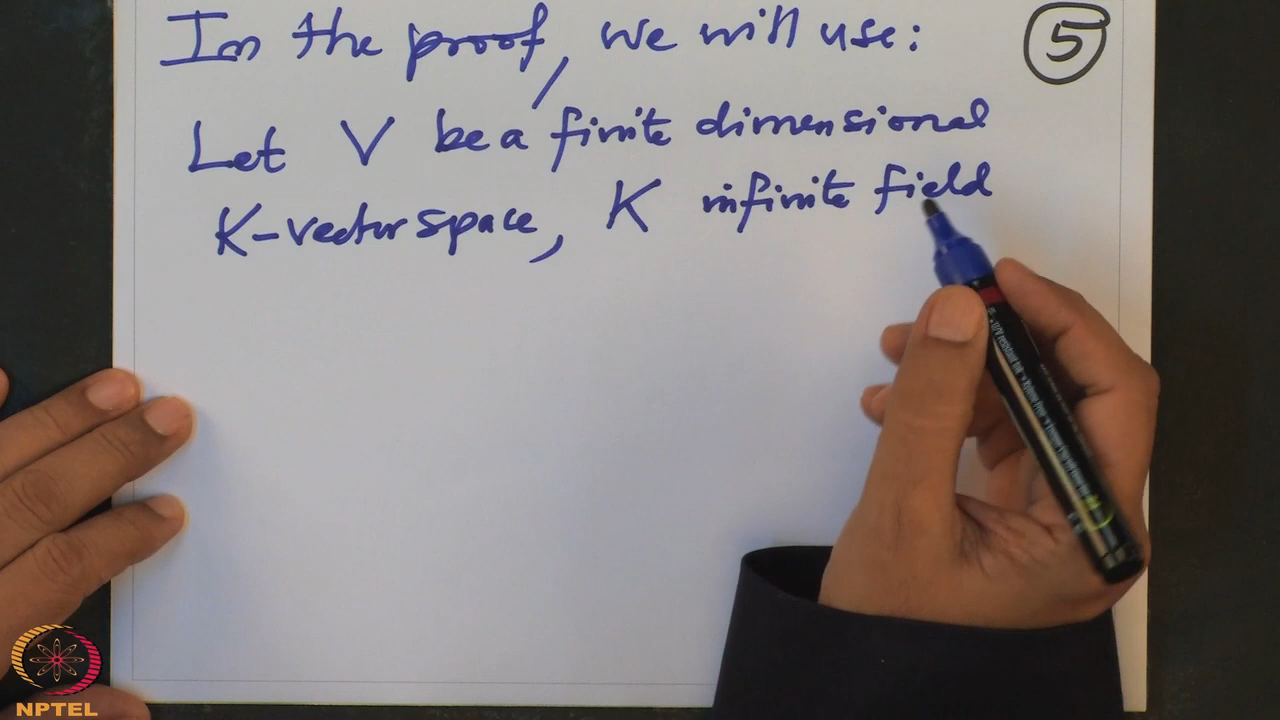 In the proof, we will use:
5
Let V be a finite dimensional
K-vector space, K infinite field
NPTEL